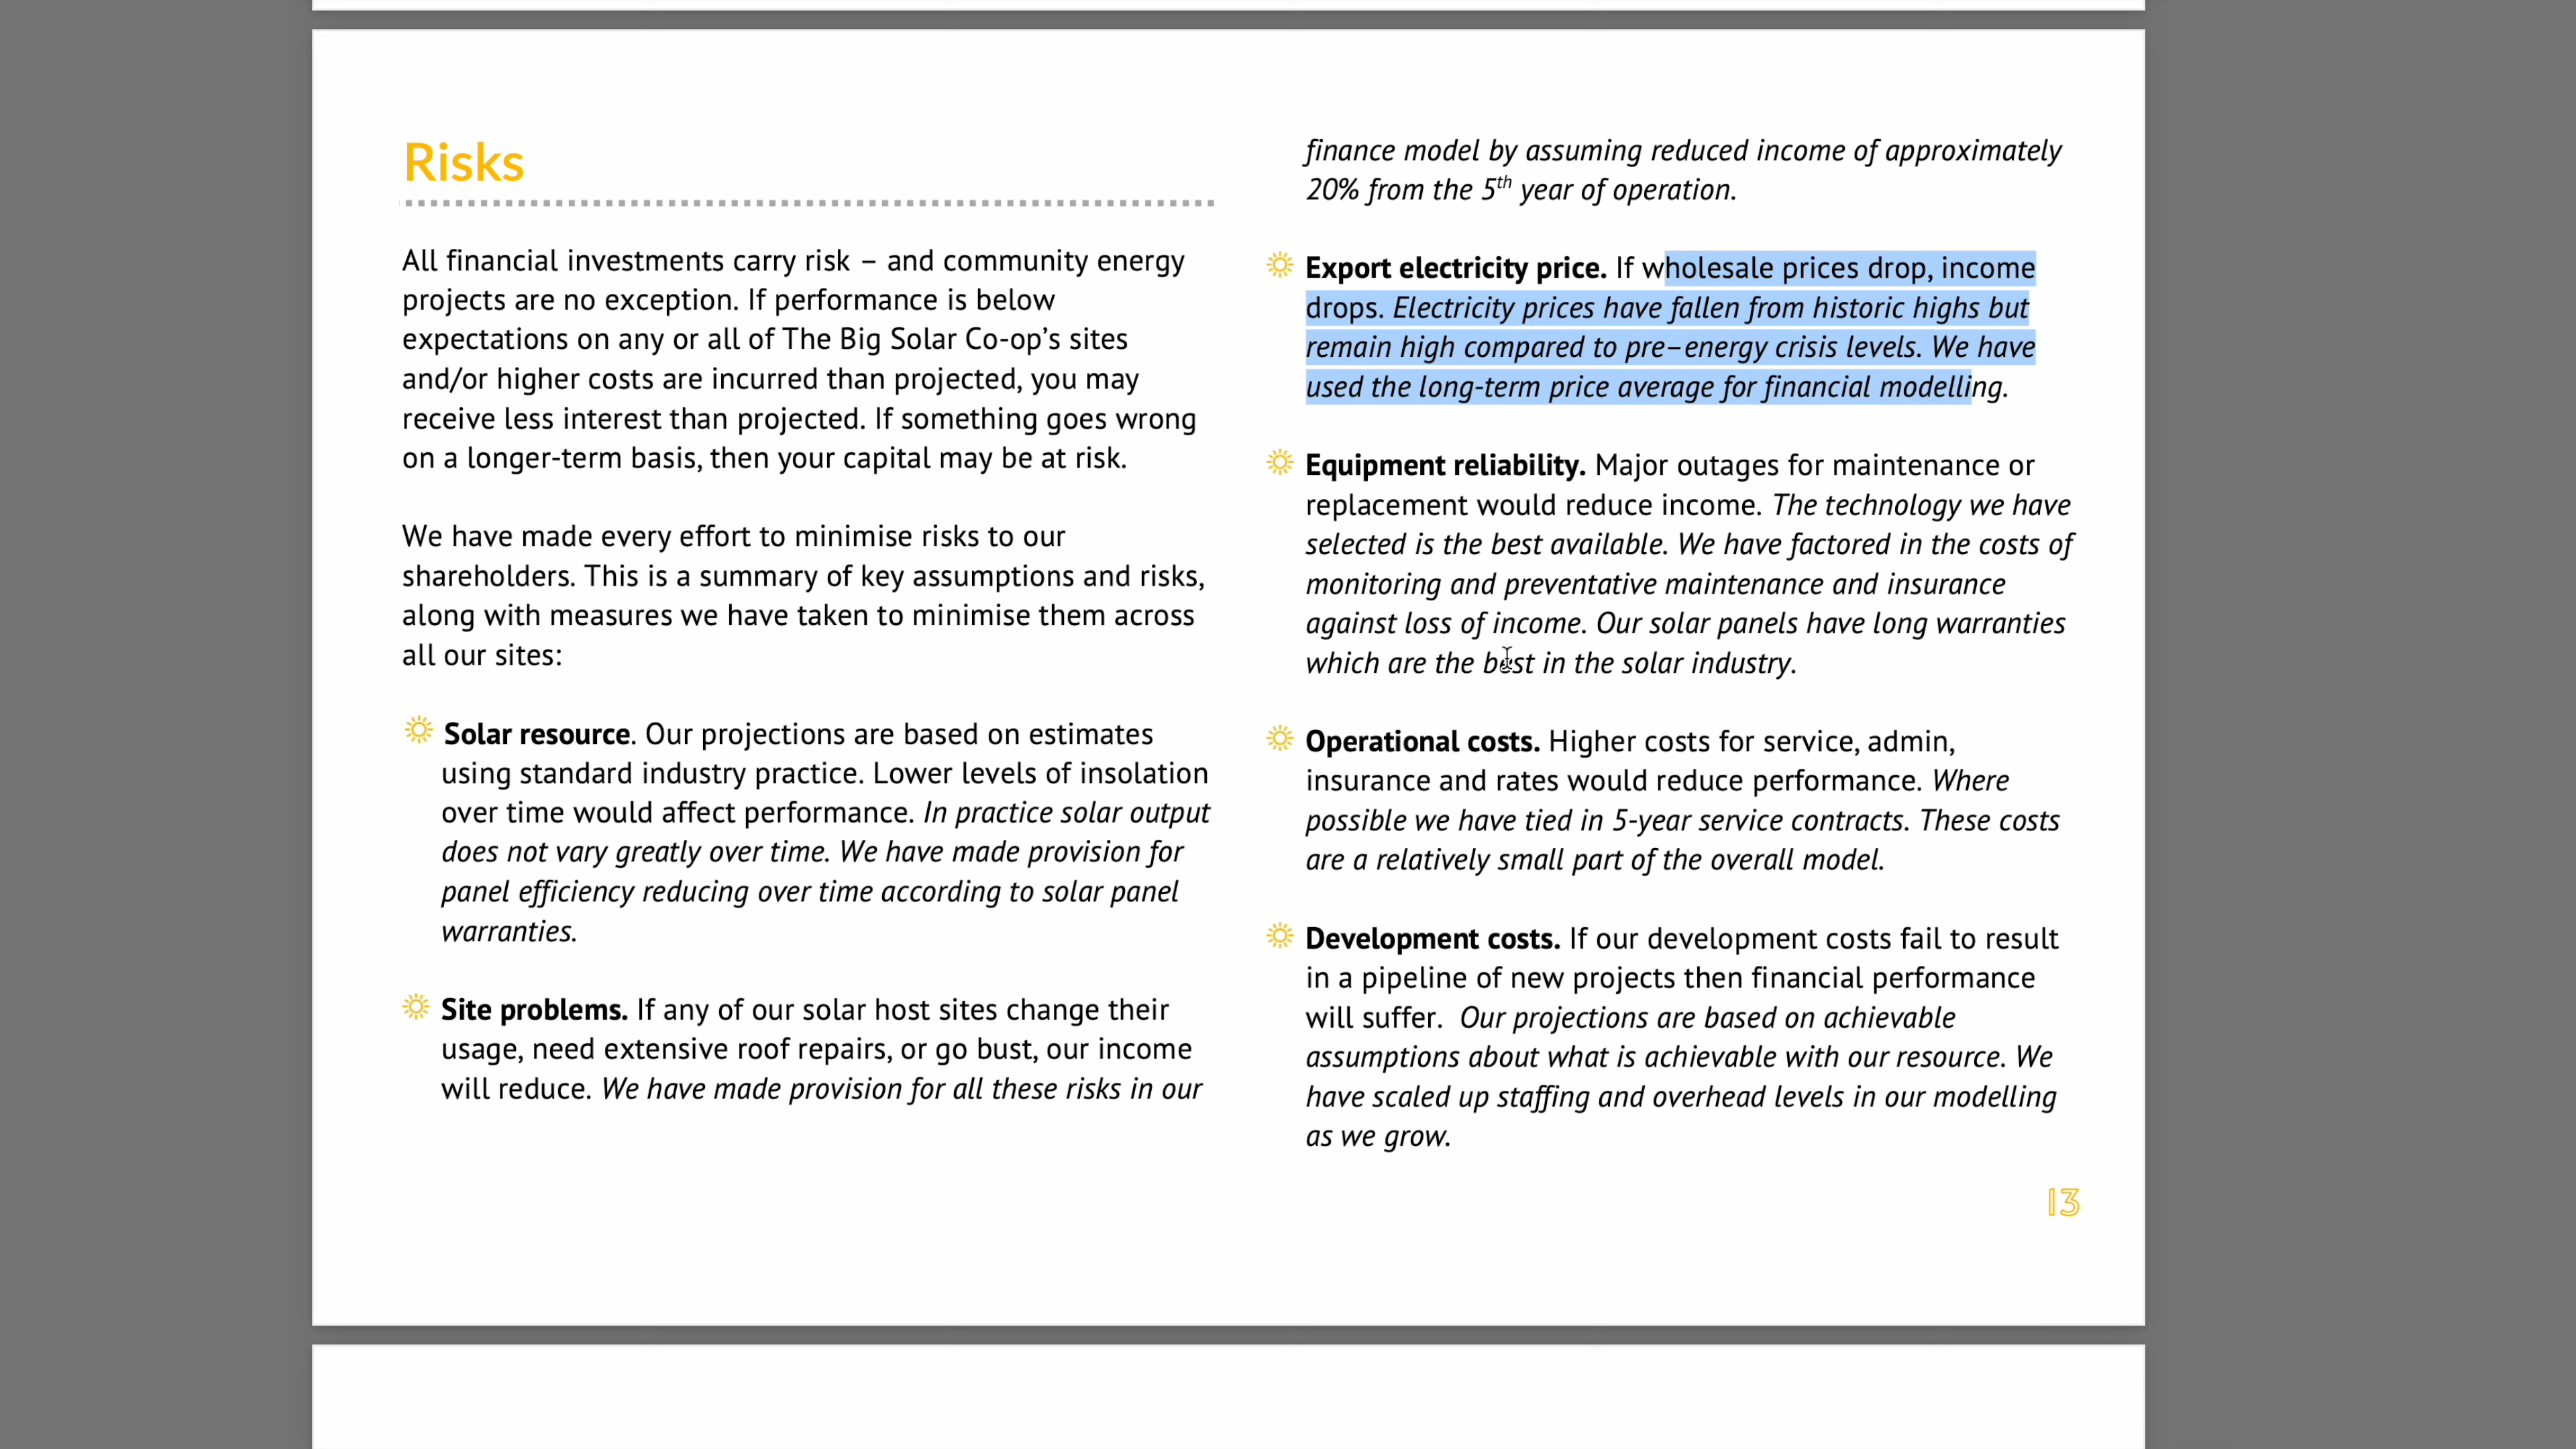 Risks
All financial investments carry risk – and community energy
projects are no exception. If performance is below
expectations on any or all of The Big Solar Co-op’s sites
and/or higher costs are incurred than projected, you may
receive less interest than projected. If something goes wrong
on a longer-term basis, then your capital may be at risk.
We have made every effort to minimise risks to our
shareholders. This is a summary of key assumptions and risks,
along with measures we have taken to minimise them across
all our sites:
Solar resource. Our projections are based on estimates
using standard industry practice. Lower levels of insolation
over time would affect performance. In practice solar output
does not vary greatly over time. We have made provision for
panel efficiency reducing over time according to solar panel
warranties.
Site problems. If any of our solar host sites change their
usage, need extensive roof repairs, or go bust, our income
will reduce. We have made provision for all these risks in our
finance model by assuming reduced income of approximately
20% from the 5th year of operation.
Export electricity price. If wholesale prices drop, income
drops. Electricity prices have fallen from historic highs but
remain high compared to pre–energy crisis levels. We have
used the long-term price average for financial modelling.
Equipment reliability. Major outages for maintenance or
replacement would reduce income. The technology we have
selected is the best available. We have factored in the costs of
monitoring and preventative maintenance and insurance
against loss of income. Our solar panels have long warranties
which are the best in the solar industry.
Operational costs. Higher costs for service, admin,
insurance and rates would reduce performance. Where
possible we have tied in 5-year service contracts. These costs
are a relatively small part of the overall model.
Development costs. If our development costs fail to result
in a pipeline of new projects then financial performance
will suffer.  Our projections are based on achievable
assumptions about what is achievable with our resource. We
have scaled up staffing and overhead levels in our modelling
as we grow.
13